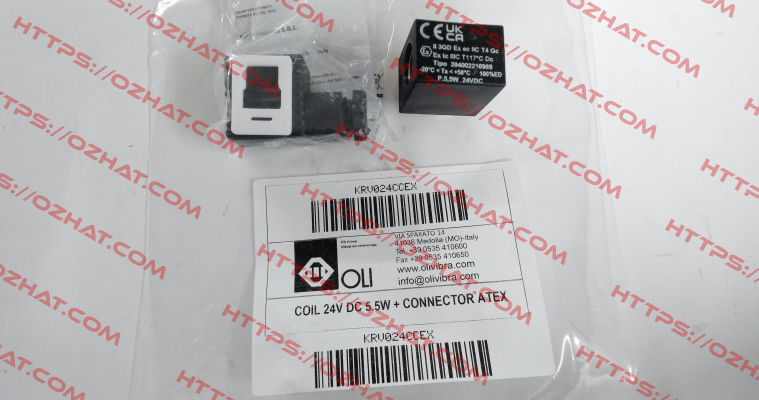 CE UK CA
Ex II 3GD Ex ec IIC T4 Gc
Ex tc IIIC T117°C Dc
Tipo 394002210989
-20°C < Ta < +50°C / 100%ED
P.5,5W 24VDC
KRV024CCEX
VIA SPARATO 14
41036 Medolla (MO)-Italy
Tel. +39 0535 410600
Fax +39 0535 410650
www.olivibra.com
info@olivibra.com
OLI
COIL 24V DC 5.5W + CONNECTOR ATEX
KRV024CCEX
HTTPS://OZHAT.COM